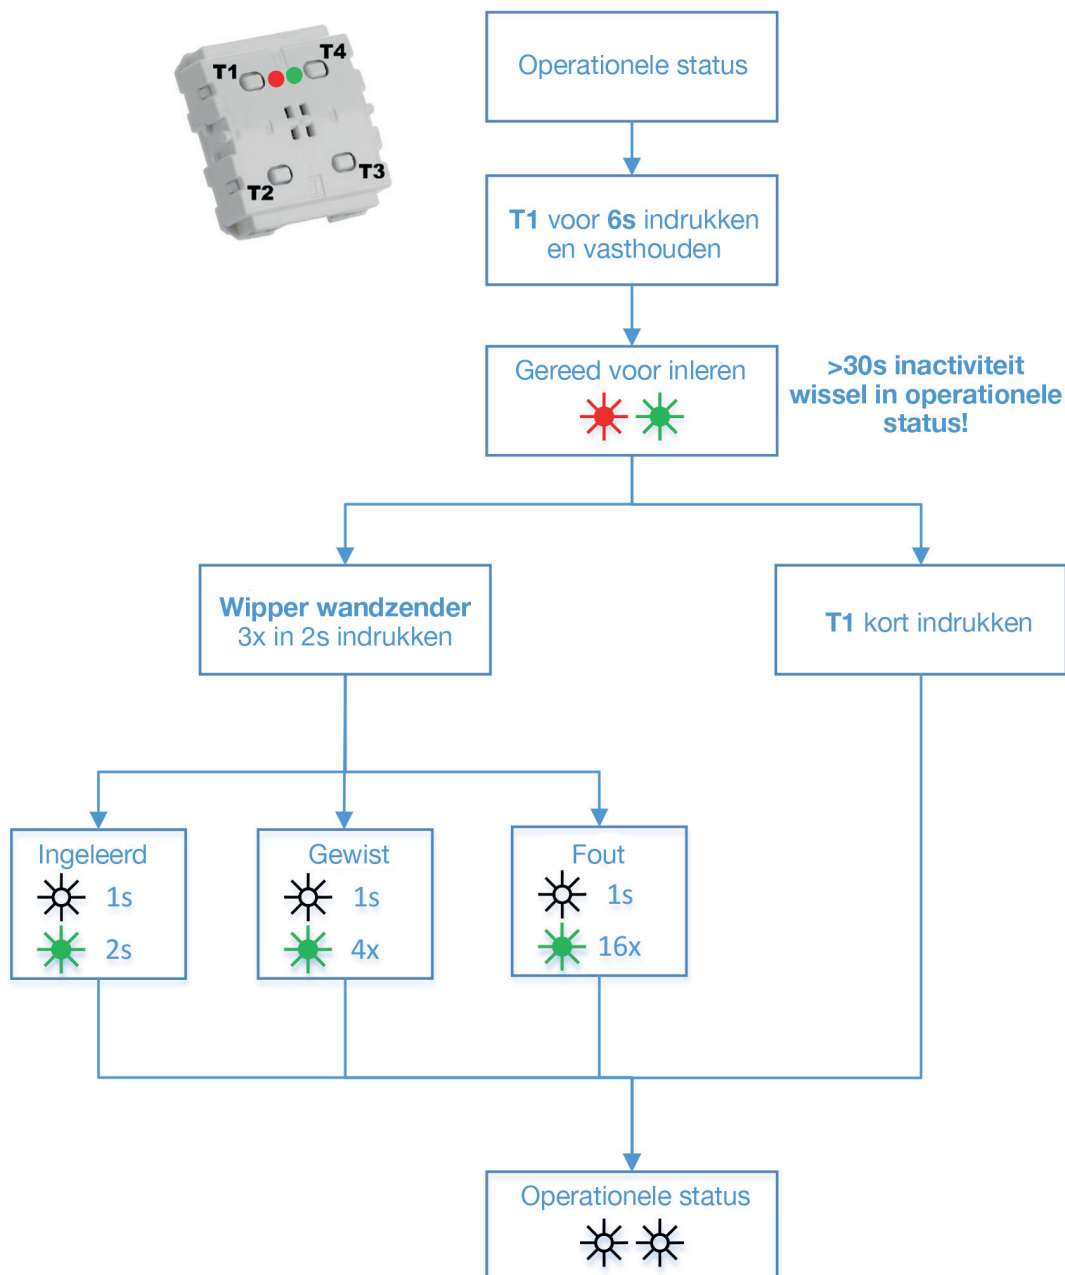 T1
T4
T2
T3
Operationele status
T1 voor 6s indrukken
en vasthouden
Gereed voor inleren
>30s inactiviteit
wissel in operationele
status!
Wipper wandzender
3x in 2s indrukken
T1 kort indrukken
Ingeleerd
1s
2s
Gewist
1s
4x
Fout
1s
16x
Operationele status